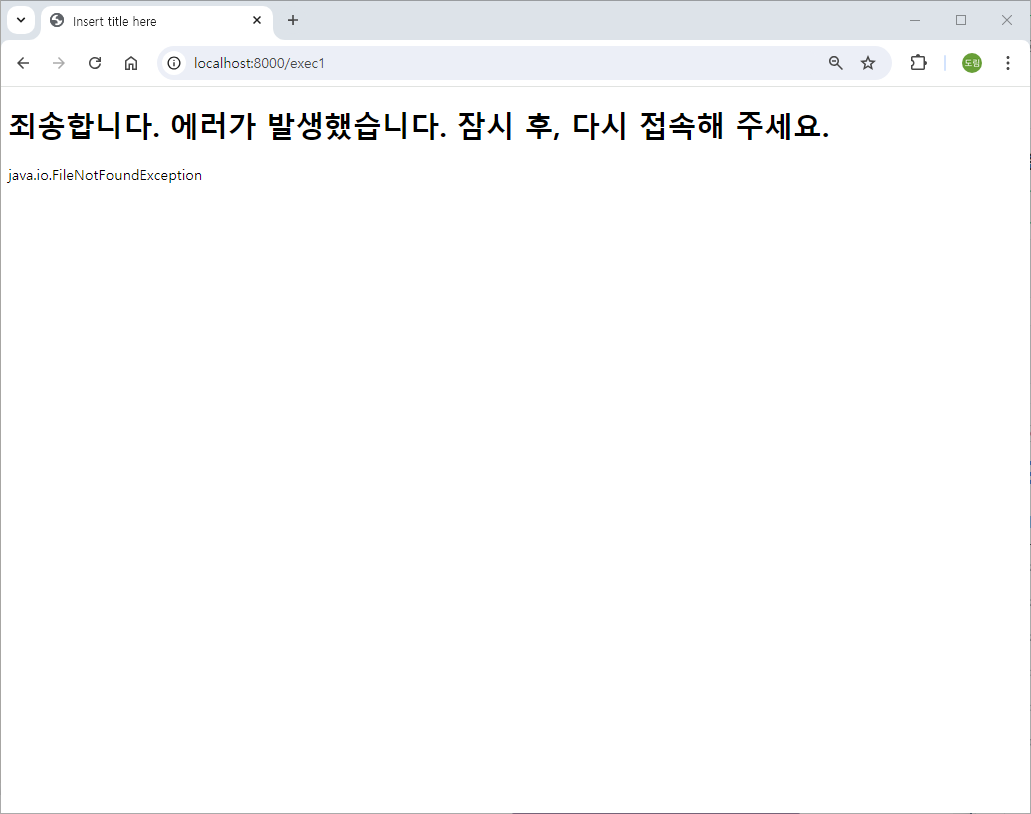 Insert title here
localhost:8000/exec1
도림
죄송합니다. 에러가 발생했습니다. 잠시 후, 다시 접속해 주세요.
java.io.FileNotFoundException